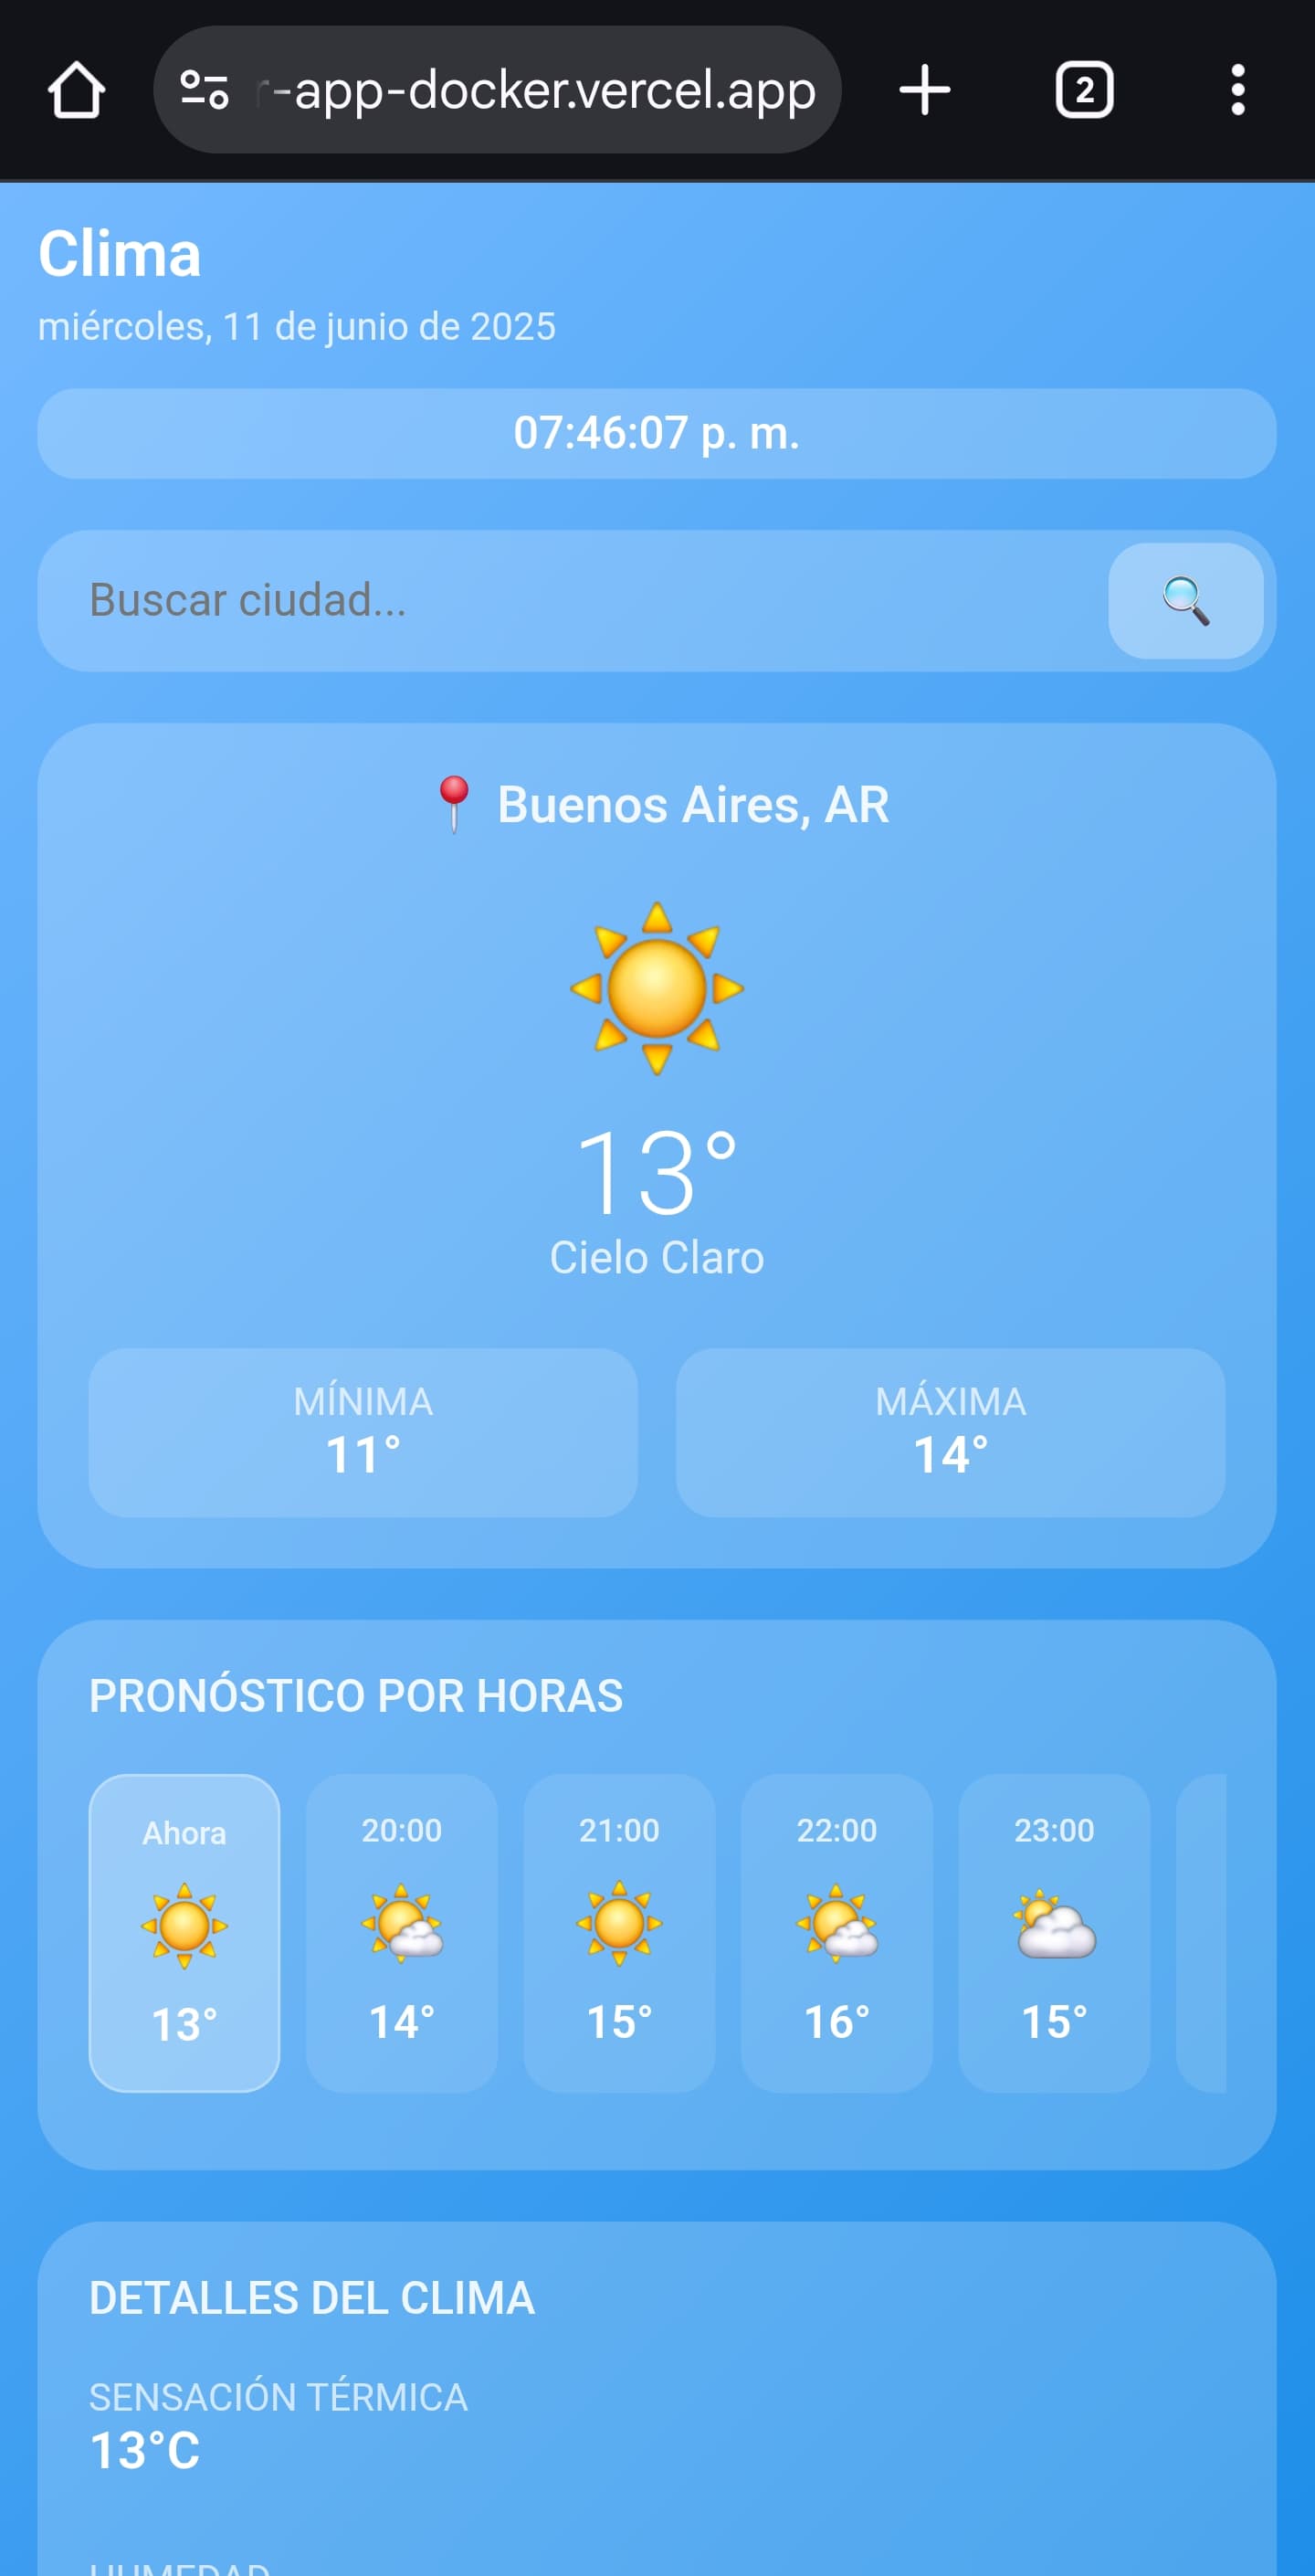 -app-docker.vercel.app
2
Clima
miércoles, 11 de junio de 2025
07:46:07 p. m.
Buscar ciudad...
Buenos Aires, AR
13°
Cielo Claro
MÍNIMA MÁXIMA
11° 14°
PRONÓSTICO POR HORAS
Ahora 20:00 21:00 22:00 23:00
13° 14° 15° 16° 15°
DETALLES DEL CLIMA
SENSACIÓN TÉRMICA
13°C
HUMEDAD